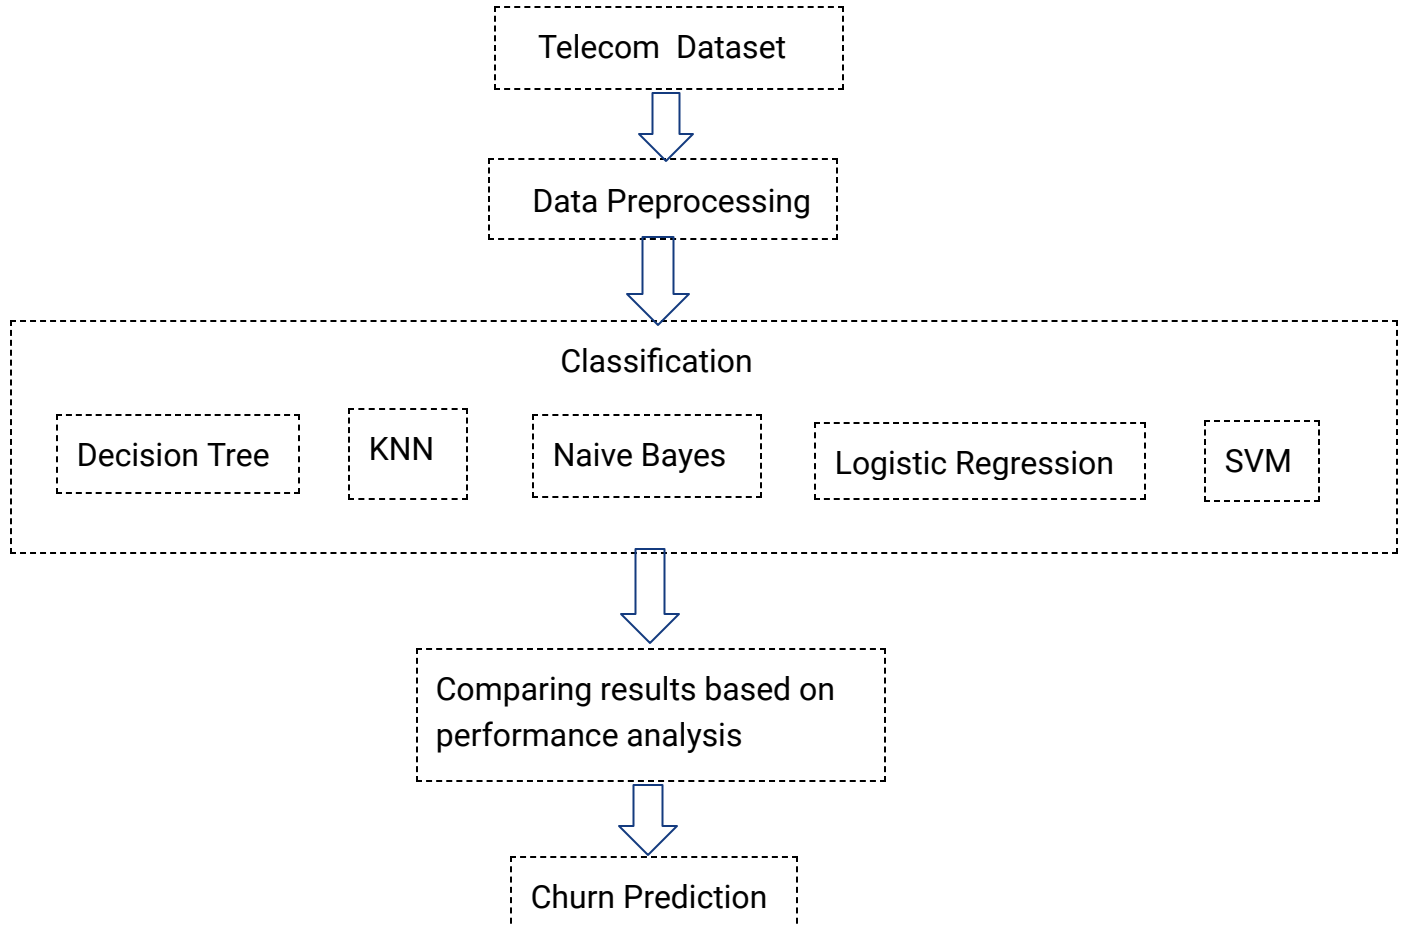 Telecom  Dataset
Data Preprocessing
Classification
Decision Tree
KNN
Naive Bayes
Logistic Regression
SVM
Comparing results based on
performance analysis
Churn Prediction